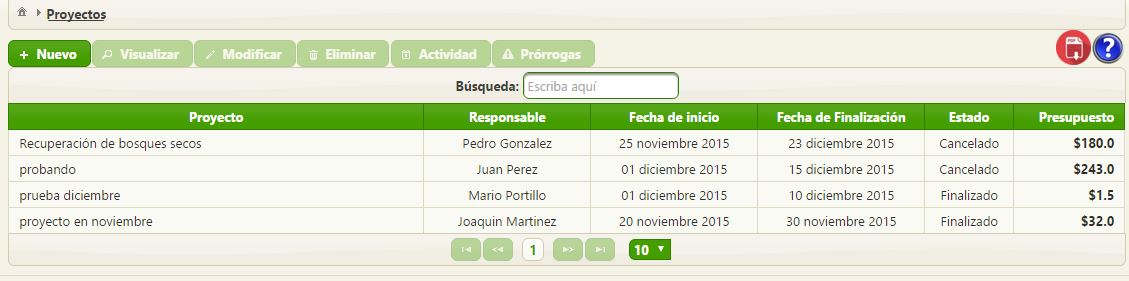 Proyectos
Nuevo Visualizar Modificar Eliminar Actividad Prórrogas ?
Búsqueda: Escriba aquí
Proyecto Responsable Fecha de inicio Fecha de Finalización Estado Presupuesto
Recuperación de bosques secos Pedro Gonzalez 25 noviembre 2015 23 diciembre 2015 Cancelado $180.0
probando Juan Perez 01 diciembre 2015 15 diciembre 2015 Cancelado $243.0
prueba diciembre Mario Portillo 01 diciembre 2015 10 diciembre 2015 Finalizado $1.5
proyecto en noviembre Joaquin Martinez 20 noviembre 2015 30 noviembre 2015 Finalizado $32.0
1 10